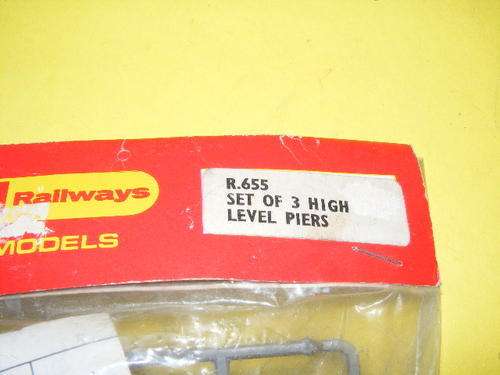 Railways
MODELS
R.655
SET OF 3 HIGH
LEVEL PIERS